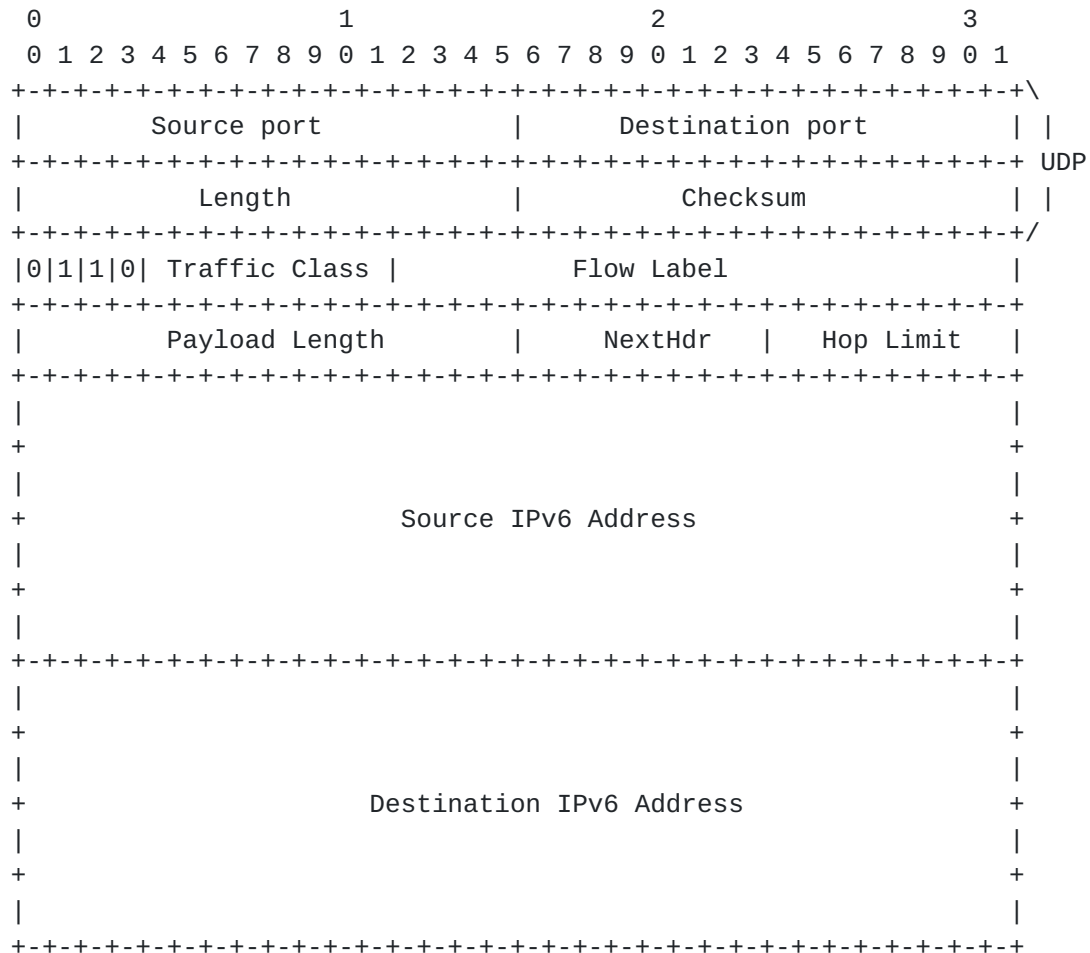 0                   1                   2                   3
 0 1 2 3 4 5 6 7 8 9 0 1 2 3 4 5 6 7 8 9 0 1 2 3 4 5 6 7 8 9 0 1
+-+-+-+-+-+-+-+-+-+-+-+-+-+-+-+-+-+-+-+-+-+-+-+-+-+-+-+-+-+-+-+-+\
|        Source port            |      Destination port         | |
+-+-+-+-+-+-+-+-+-+-+-+-+-+-+-+-+-+-+-+-+-+-+-+-+-+-+-+-+-+-+-+-+ UDP
|           Length              |          Checksum             | |
+-+-+-+-+-+-+-+-+-+-+-+-+-+-+-+-+-+-+-+-+-+-+-+-+-+-+-+-+-+-+-+-+/
|0|1|1|0| Traffic Class |           Flow Label                  |
+-+-+-+-+-+-+-+-+-+-+-+-+-+-+-+-+-+-+-+-+-+-+-+-+-+-+-+-+-+-+-+-+
|         Payload Length        |     NextHdr   |   Hop Limit   |
+-+-+-+-+-+-+-+-+-+-+-+-+-+-+-+-+-+-+-+-+-+-+-+-+-+-+-+-+-+-+-+-+
|                                                               |
+                                                               +
|                                                               |
+                        Source IPv6 Address                    +
|                                                               |
+                                                               +
|                                                               |
+-+-+-+-+-+-+-+-+-+-+-+-+-+-+-+-+-+-+-+-+-+-+-+-+-+-+-+-+-+-+-+-+
|                                                               |
+                                                               +
|                                                               |
+                      Destination IPv6 Address                 +
|                                                               |
+                                                               +
|                                                               |
+-+-+-+-+-+-+-+-+-+-+-+-+-+-+-+-+-+-+-+-+-+-+-+-+-+-+-+-+-+-+-+-+